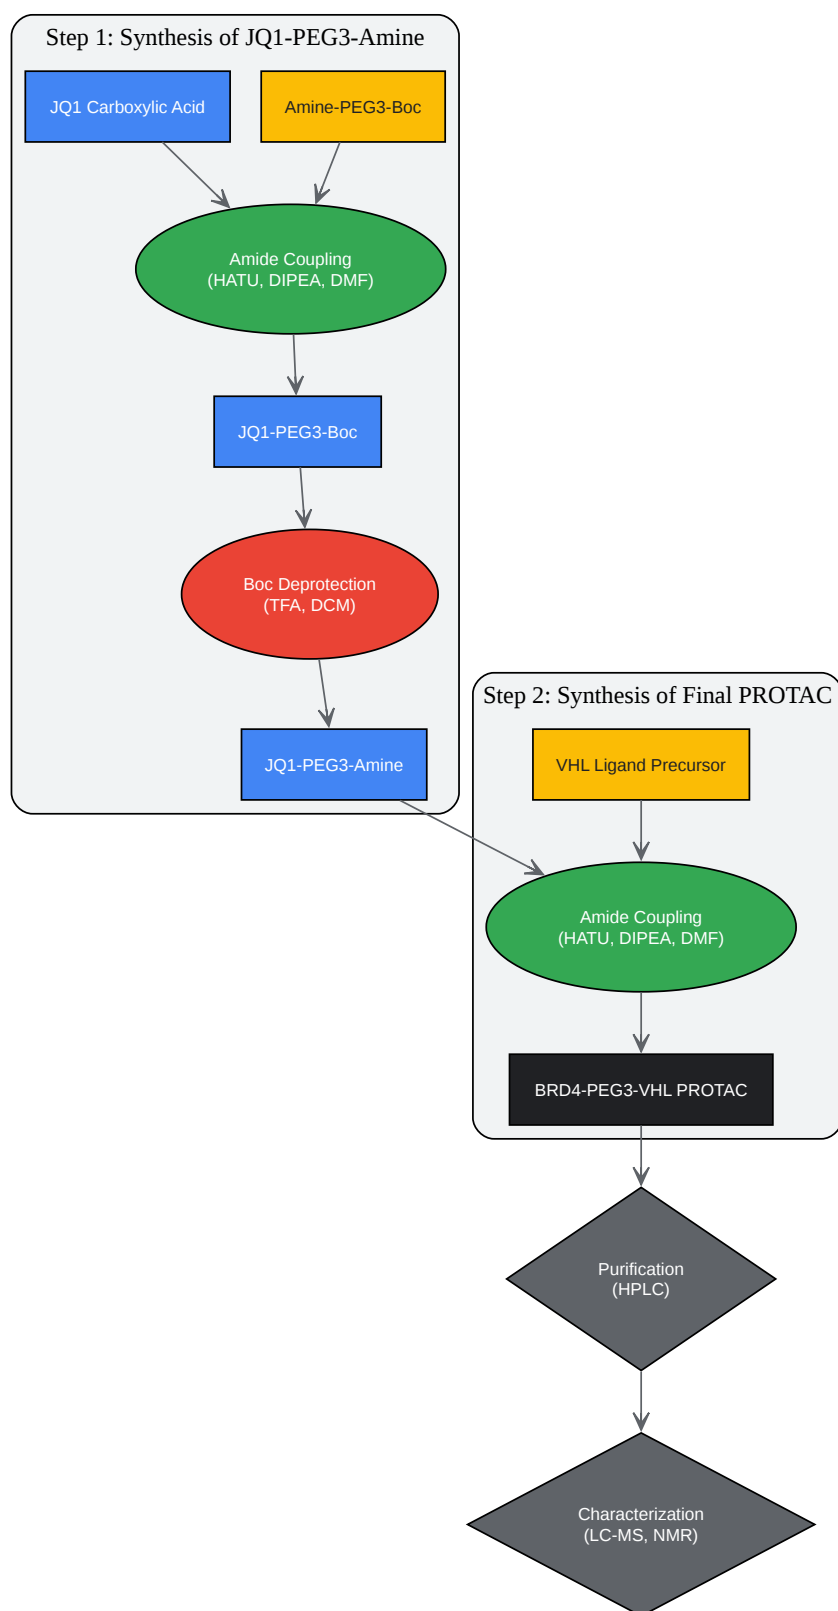 Step 1: Synthesis of JQ1-PEG3-Amine
JQ1 Carboxylic Acid
Amine-PEG3-Boc
Amide Coupling
(HATU, DIPEA, DMF)
JQ1-PEG3-Boc
Boc Deprotection
(TFA, DCM)
JQ1-PEG3-Amine
Step 2: Synthesis of Final PROTAC
VHL Ligand Precursor
Amide Coupling
(HATU, DIPEA, DMF)
BRD4-PEG3-VHL PROTAC
Purification
(HPLC)
Characterization
(LC-MS, NMR)